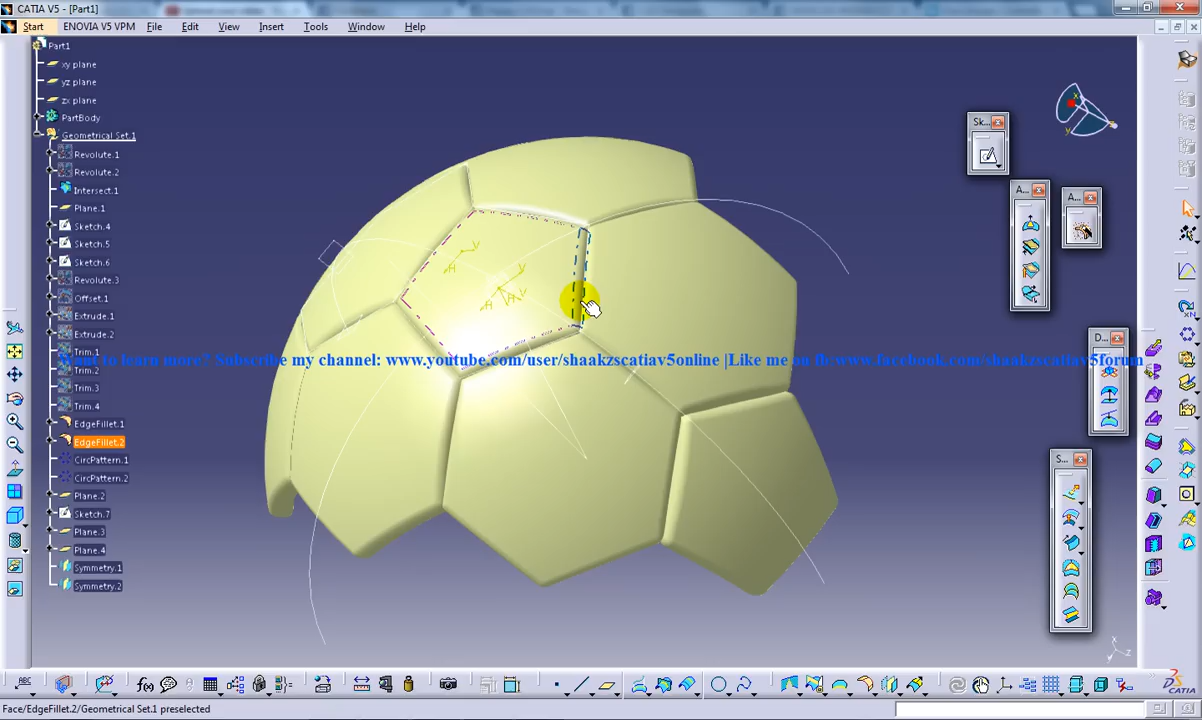 CATIA V5 - [Part1]
Start ENOVIA V5 VPM File Edit View Insert Tools Window Help
Part1
xy plane
yz plane
zx plane
PartBody
Geometrical Set.1
Revolute.1
Revolute.2
Intersect.1
Plane.1
Sketch.4
Sketch.5
Sketch.6
Revolute.3
Offset.1
Extrude.1
Extrude.2
Trim.1
Trim.2
Trim.3
Trim.4
EdgeFillet.1
EdgeFillet.2
CircPattern.1
CircPattern.2
Plane.2
Sketch.7
Plane.3
Plane.4
Symmetry.1
Symmetry.2
Want to learn more? Subscribe my channel: www.youtube.com/user/shaakzscatiav5online |Like me on fb:www.facebook.com/shaakzscatiav5forum
Sk...
A...
A...
D...
S...
V
H
V
H
H
V
x
y
x
z
y
ABC
f(x)
CATIA
Face/EdgeFillet.2/Geometrical Set.1 preselected